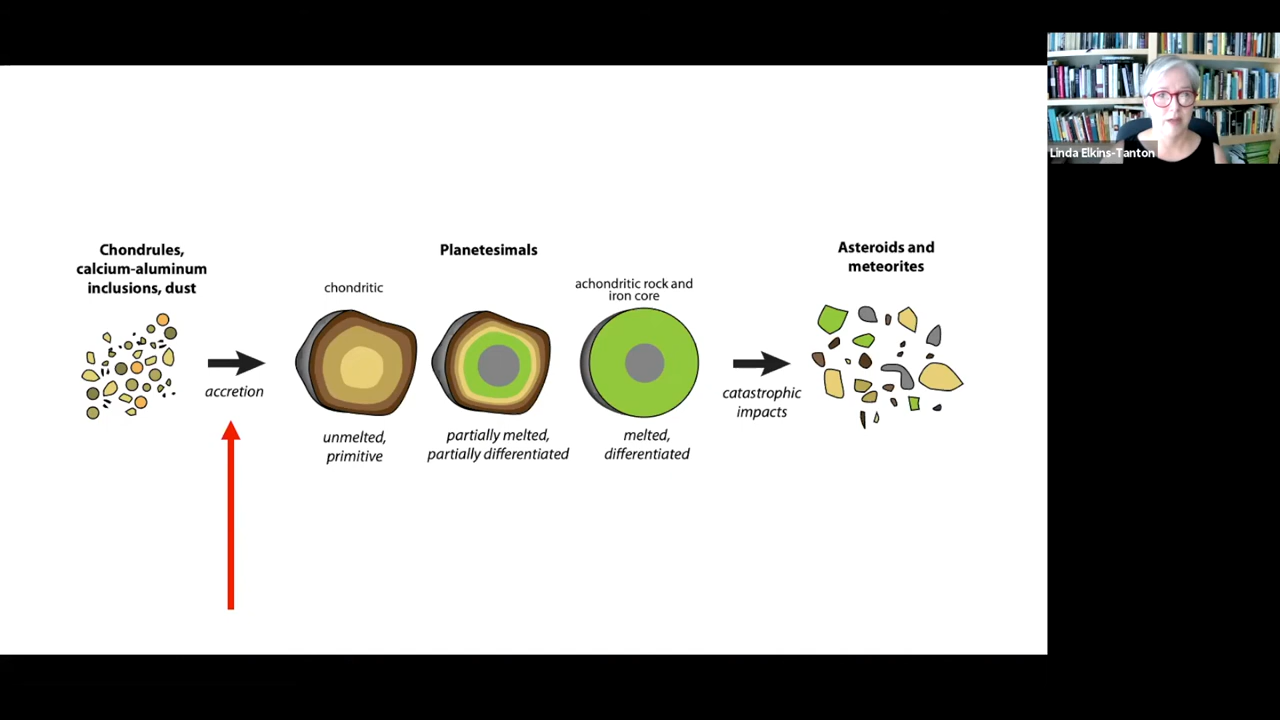 Linda Elkins-Tanton
Chondrules,
calcium-aluminum
inclusions, dust
Planetesimals
Asteroids and
meteorites
chondritic
achondritic rock and
iron core
accretion
catastrophic
impacts
unmelted,
primitive
partially melted,
partially differentiated
melted,
differentiated